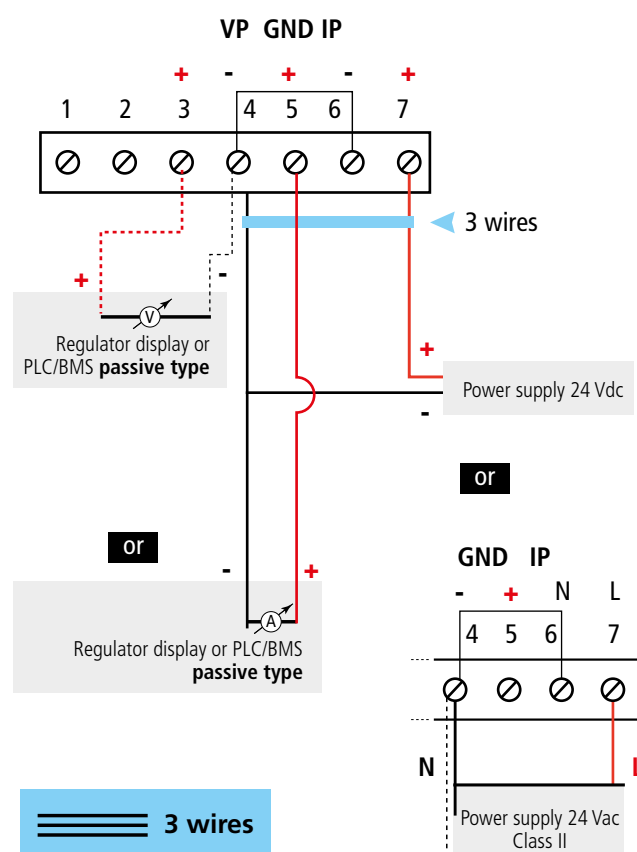 VP GND IP
+ - + - +
1 2 3 4 5 6 7
3 wires
+ -
V
Regulator display or
PLC/BMS passive type
+
Power supply 24 Vdc
-
or
or
GND IP
- + N L
4 5 6 7
- +
A
Regulator display or PLC/BMS
passive type
N L
3 wires
Power supply 24 Vac
Class II